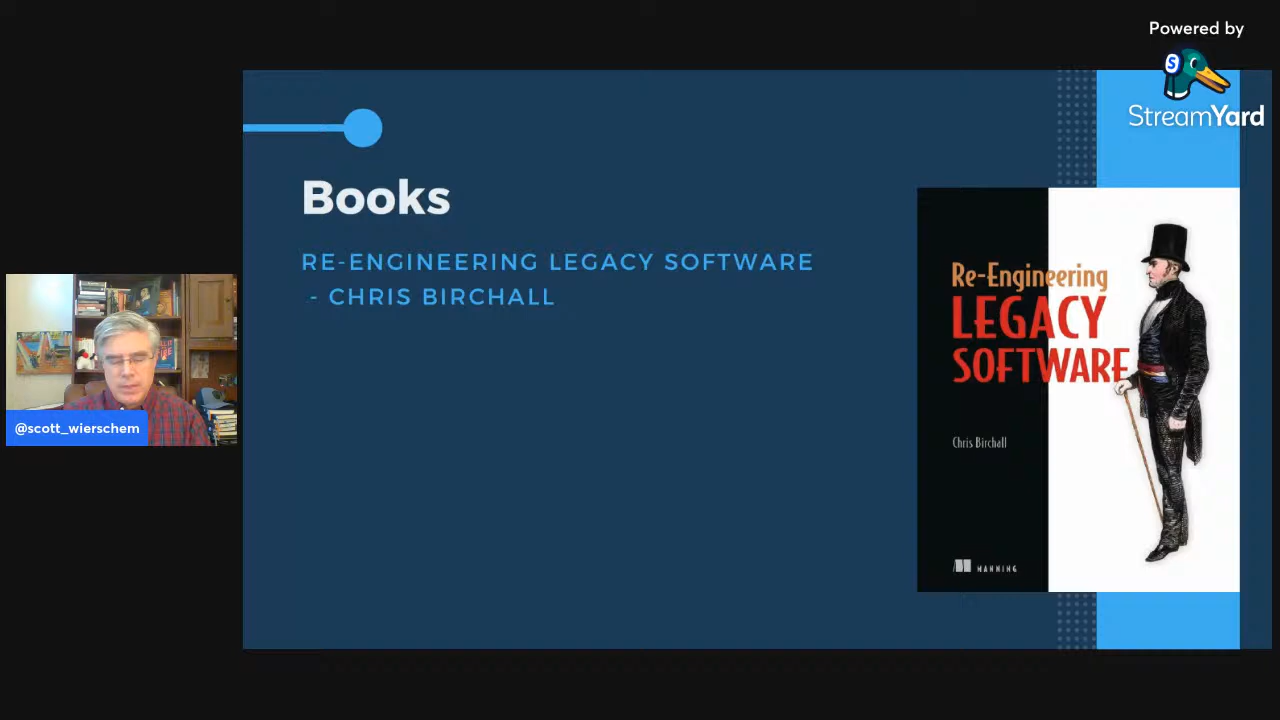 Powered by
S
StreamYard
Books
RE-ENGINEERING LEGACY SOFTWARE
- CHRIS BIRCHALL
Re-Engineering
LEGACY
SOFTWARE
Chris Birchall
MANNING
@scott_wierschem